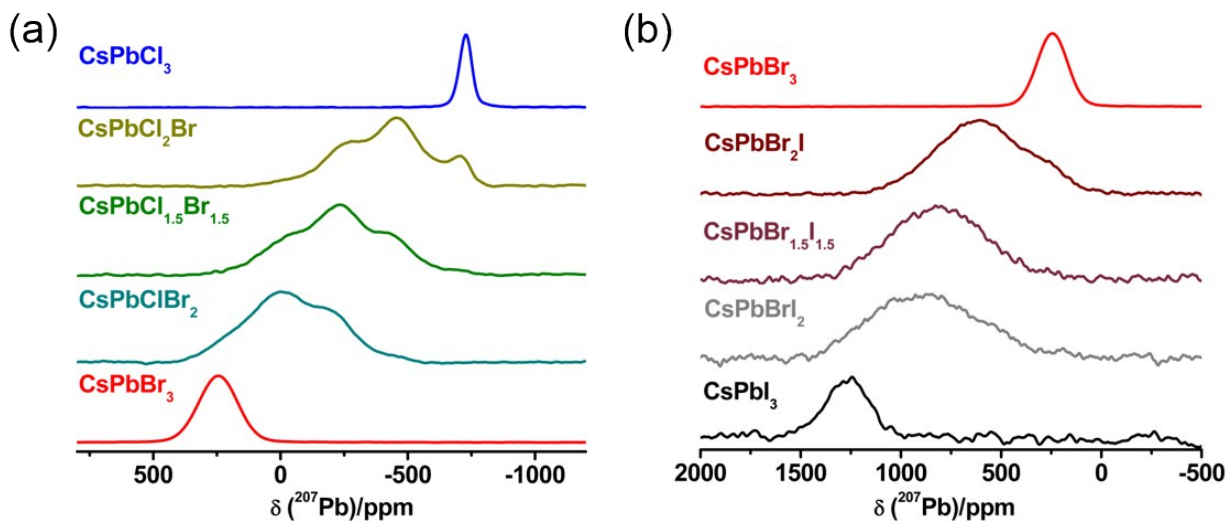 (a)
CsPbCl₃
CsPbCl₂Br
CsPbCl₁.₅Br₁.₅
CsPbClBr₂
CsPbBr₃
500 0 -500 -1000
δ (²⁰⁷Pb)/ppm
(b)
CsPbBr₃
CsPbBr₂I
CsPbBr₁.₅I₁.₅
CsPbBrI₂
CsPbI₃
2000 1500 1000 500 0 -500
δ (²⁰⁷Pb)/ppm